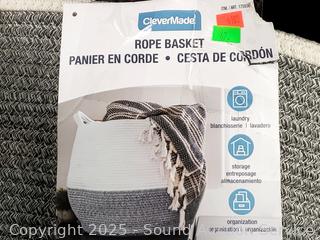 CleverMade
ITM. / ART.
ROPE BASKET
PANIER EN CORDE • CESTA DE CORDÓN
laundry
blanchisserie | lavadero
storage
entreposage
almacenamiento
organization
organisation | organización
Copyright 2025 - Sound